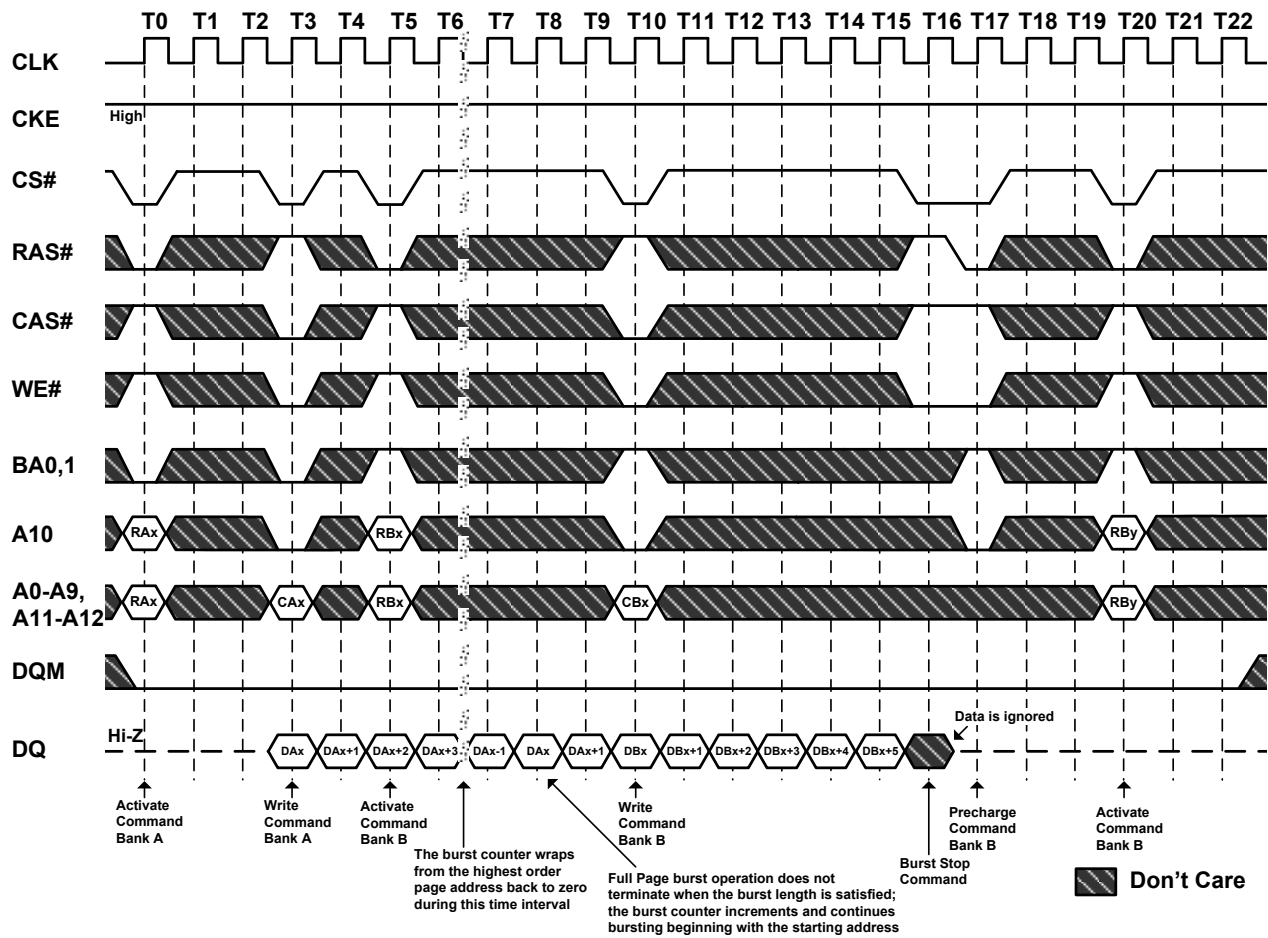 T0 T1 T2 T3 T4 T5 T6 T7 T8 T9 T10 T11 T12 T13 T14 T15 T16 T17 T18 T19 T20 T21 T22
CLK
CKE
High
CS#
RAS#
CAS#
WE#
BA0,1
A10
RAx RBx RBy
A0-A9,
A11-A12
RAx CAx RBx CBx RBy
DQM
DQ
Hi-Z
DAx DAx+1 DAx+2 DAx+3 DAx-1 DAx DAx+1 DBx DBx+1 DBx+2 DBx+3 DBx+4 DBx+5
Data is ignored
Activate
Command
Bank A
Write
Command
Bank A
Activate
Command
Bank B
The burst counter wraps
from the highest order
page address back to zero
during this time interval
Write
Command
Bank B
Full Page burst operation does not
terminate when the burst length is satisfied;
the burst counter increments and continues
bursting beginning with the starting address
Burst Stop
Command
Precharge
Command
Bank B
Activate
Command
Bank B
Don't Care